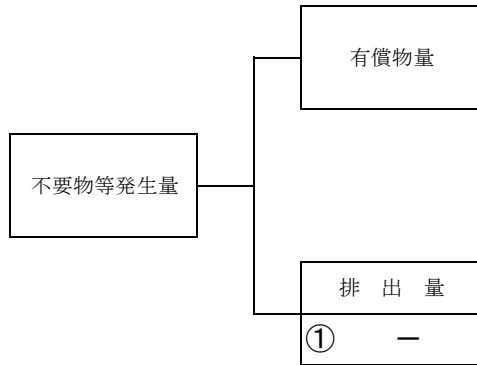 有償物量
不要物等発生量
排 出 量
① －